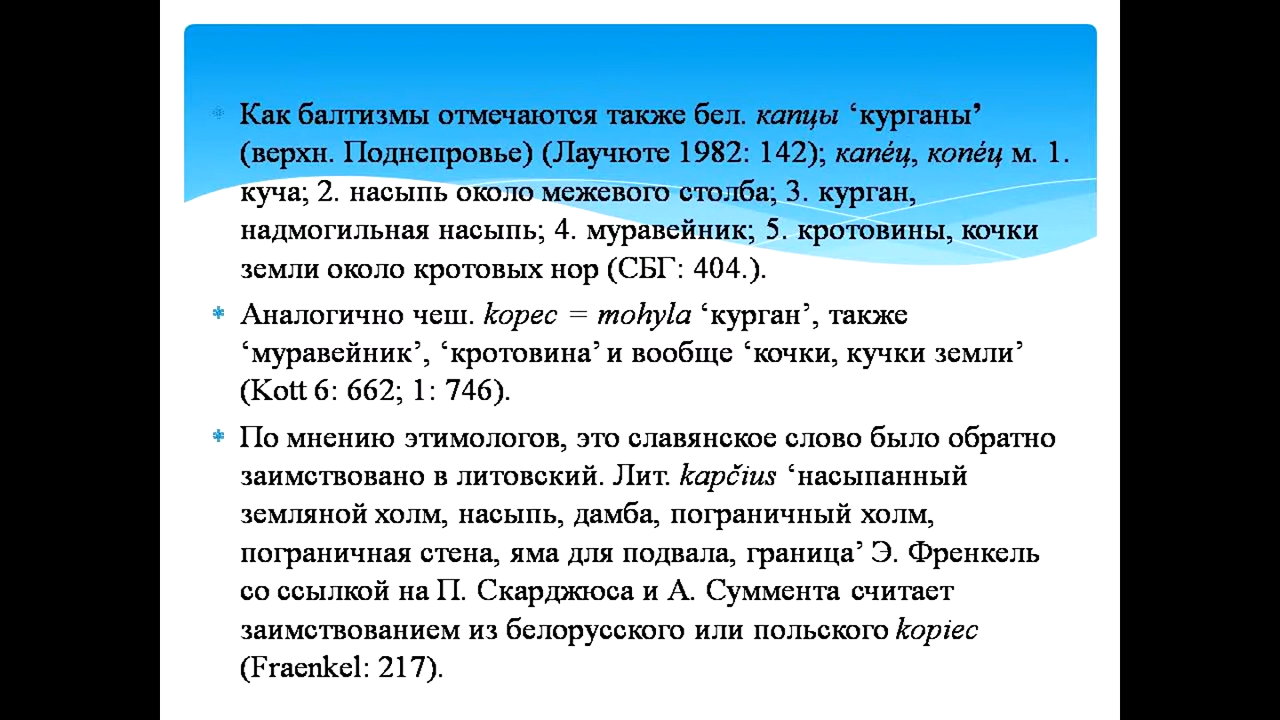 Как балтизмы отмечаются также бел. капцы ‘курганы’
(верхн. Поднепровье) (Лаучюте 1982: 142); капéц, копéц м. 1.
куча; 2. насыпь около межевого столба; 3. курган,
надмогильная насыпь; 4. муравейник; 5. кротовины, кочки
земли около кротовых нор (СБГ: 404.).
Аналогично чеш. kopec = mohyla ‘курган’, также
‘муравейник’, ‘кротовина’ и вообще ‘кочки, кучки земли’
(Kott 6: 662; 1: 746).
По мнению этимологов, это славянское слово было обратно
заимствовано в литовский. Лит. kapčius ‘насыпанный
земляной холм, насыпь, дамба, пограничный холм,
пограничная стена, яма для подвала, граница’ Э. Френкель
со ссылкой на П. Скарджюса и А. Суммента считает
заимствованием из белорусского или польского kopiec
(Fraenkel: 217).